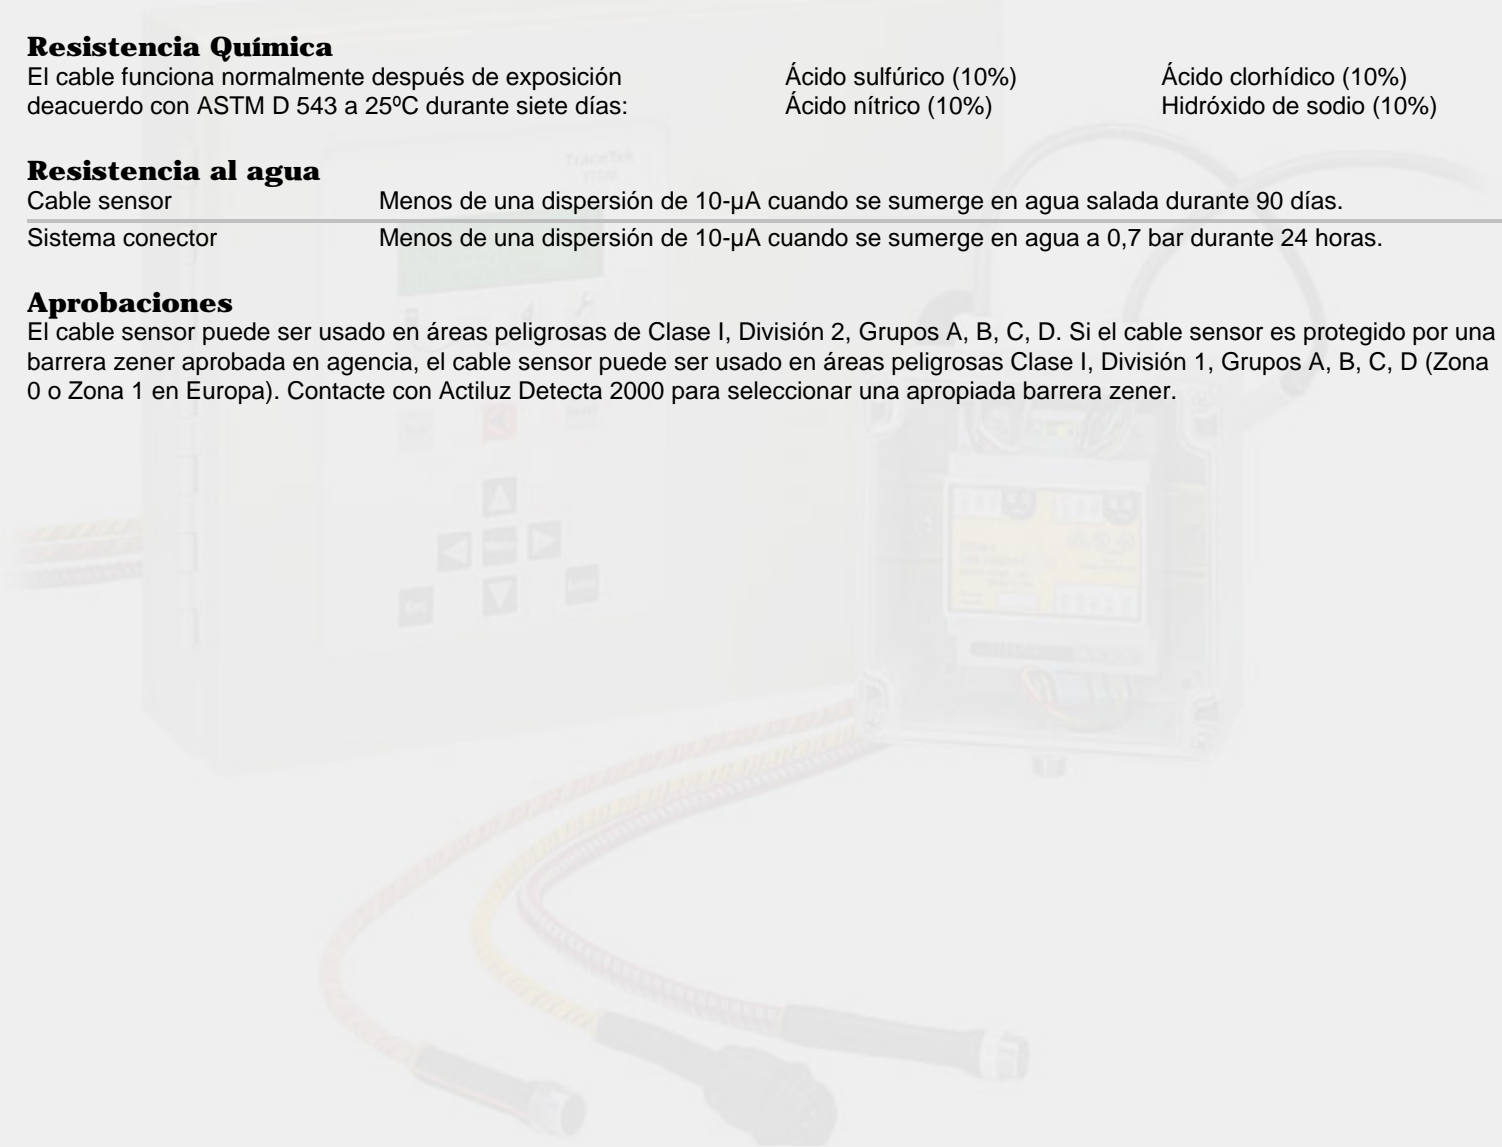 Resistencia Química
El cable funciona normalmente después de exposición
deacuerdo con ASTM D 543 a 25ºC durante siete días:
Ácido sulfúrico (10%) Ácido clorhídico (10%)
Ácido nítrico (10%) Hidróxido de sodio (10%)
Resistencia al agua
Cable sensor Menos de una dispersión de 10-µA cuando se sumerge en agua salada durante 90 días.
Sistema conector Menos de una dispersión de 10-µA cuando se sumerge en agua a 0,7 bar durante 24 horas.
Aprobaciones
El cable sensor puede ser usado en áreas peligrosas de Clase I, División 2, Grupos A, B, C, D. Si el cable sensor es protegido por una
barrera zener aprobada en agencia, el cable sensor puede ser usado en áreas peligrosas Clase I, División 1, Grupos A, B, C, D (Zona
0 o Zona 1 en Europa). Contacte con Actiluz Detecta 2000 para seleccionar una apropiada barrera zener.
TraceTek